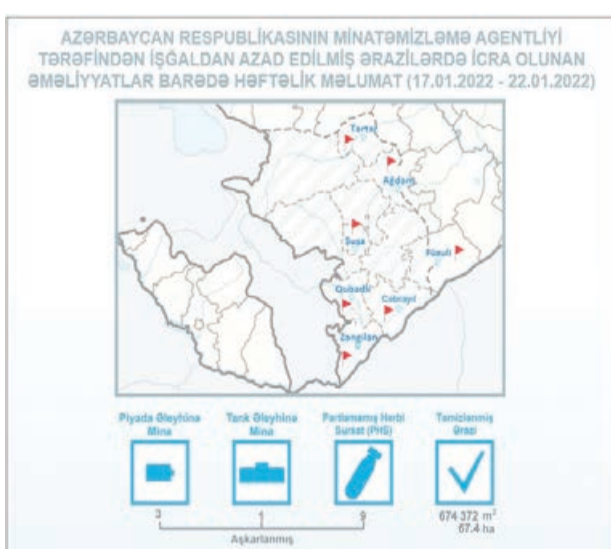 AZƏRBAYCAN RESPUBLİKASININ MİNATƏMİZLƏMƏ AGENTLİYİ
TƏRƏFİNDƏN İŞĞALDAN AZAD EDİLMİŞ ƏRAZİLƏRDƏ İCRA OLUNAN
ƏMƏLİYYATLAR BARƏDƏ HƏFTƏLİK MƏLUMAT (17.01.2022 - 22.01.2022)
Tərtər
Ağdam
Şuşa
Füzuli
Qubadlı
Cəbrayıl
Zəngilan
Piyada Əleyhinə Mina
Tank Əleyhinə Mina
Partlamamış Hərbi Sursat (PHS)
Təmizlənmiş Ərazi
3
1
9
674 372 m²
67.4 ha
Aşkarlanmış